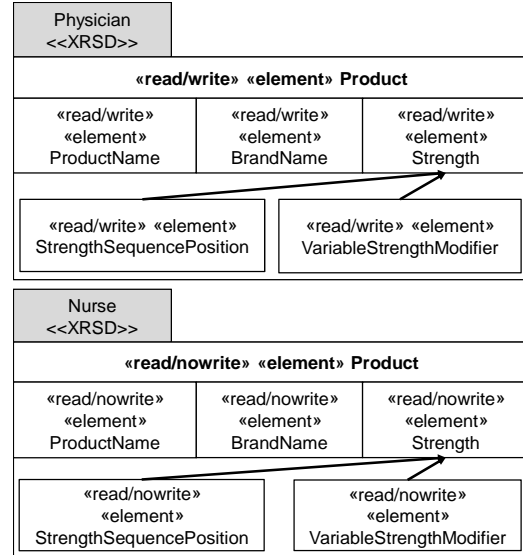 Physician
<<XRSD>>
«read/write» «element» Product
«read/write»
«element»
ProductName
«read/write»
«element»
BrandName
«read/write»
«element»
Strength
«read/write» «element»
StrengthSequencePosition
«read/write» «element»
VariableStrengthModifier
Nurse
<<XRSD>>
«read/nowrite» «element» Product
«read/nowrite»
«element»
ProductName
«read/nowrite»
«element»
BrandName
«read/nowrite»
«element»
Strength
«read/nowrite»
«element»
StrengthSequencePosition
«read/nowrite»
«element»
VariableStrengthModifier